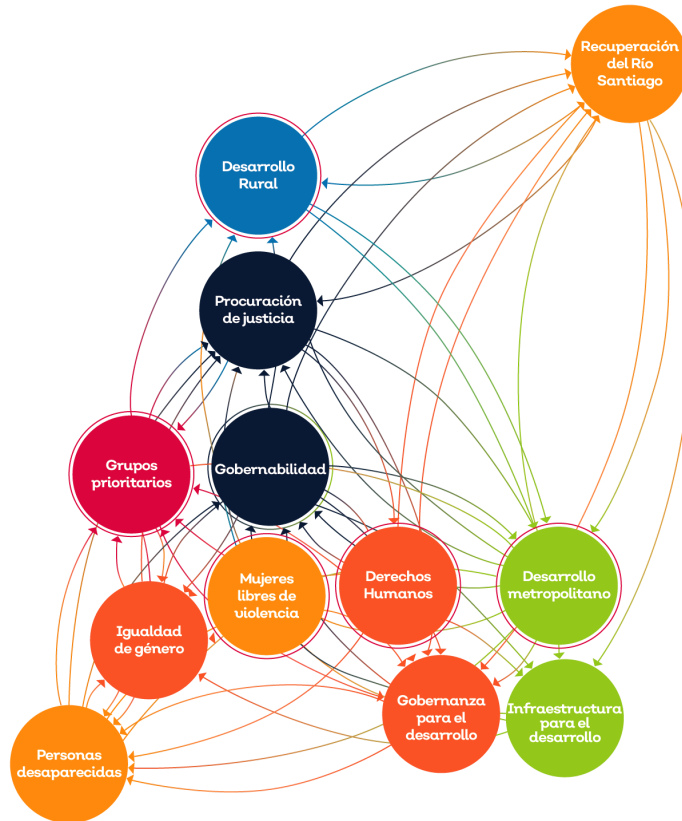 Recuperación
del Río
Santiago
Desarrollo
Rural
Procuración
de justicia
Grupos
prioritarios
Gobernabilidad
Mujeres
libres de
violencia
Derechos
Humanos
Desarrollo
metropolitano
Igualdad
de género
Gobernanza
para el
desarrollo
Infraestructura
para el
desarrollo
Personas
desaparecidas